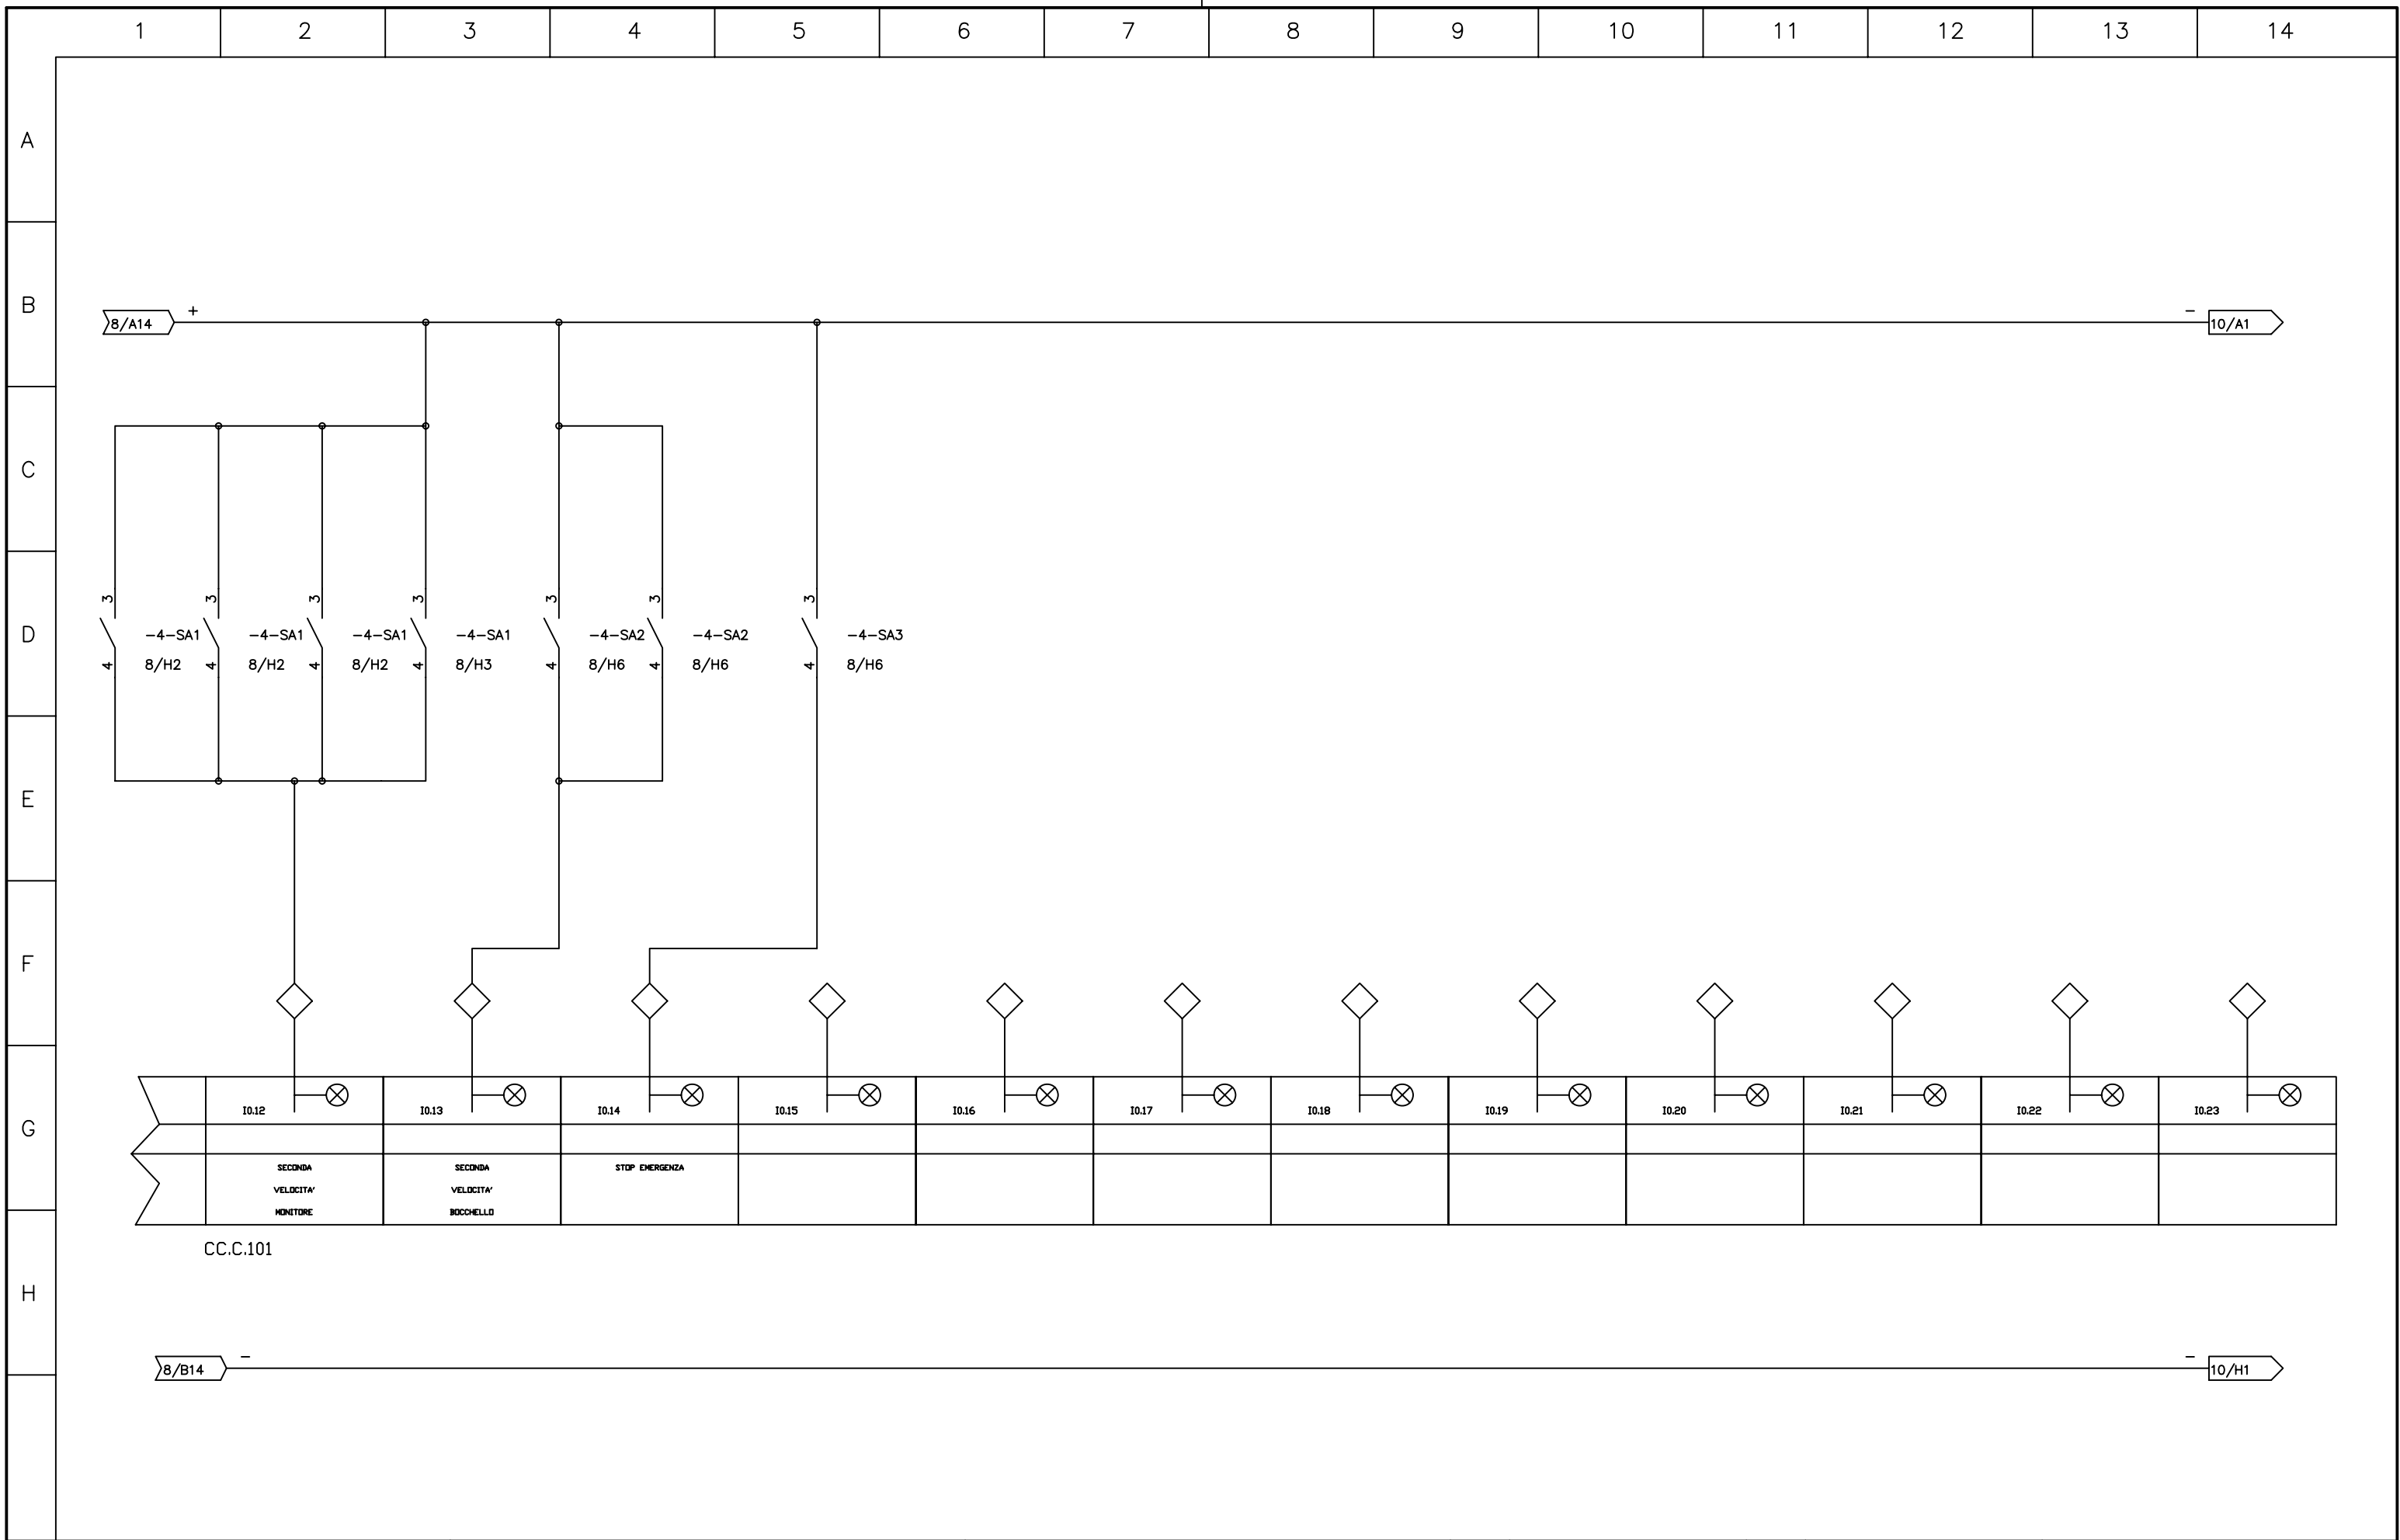 1 2 3 4 5 6 7 8 9 10 11 12 13 14
A
B
8/A14 + - 10/A1
C
3 3 3 3 3 3 3
D
-4-SA1 -4-SA1 -4-SA1 -4-SA1 -4-SA2 -4-SA2 -4-SA3
4 8/H2 4 8/H2 4 8/H2 4 8/H3 4 8/H6 4 8/H6 4 8/H6
E
F
I0.12 I0.13 I0.14 I0.15 I0.16 I0.17 I0.18 I0.19 I0.20 I0.21 I0.22 I0.23
G
SECONDA
VELOCITA'
MONITORE
SECONDA
VELOCITA'
BOCCHELLO
STOP EMERGENZA
CC.C.101
H
8/B14 - - 10/H1